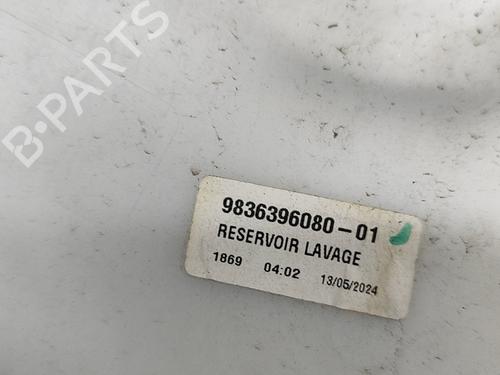 B-PARTS
9836396080-01
RESERVOIR LAVAGE
1869 04:02 13/05/2024